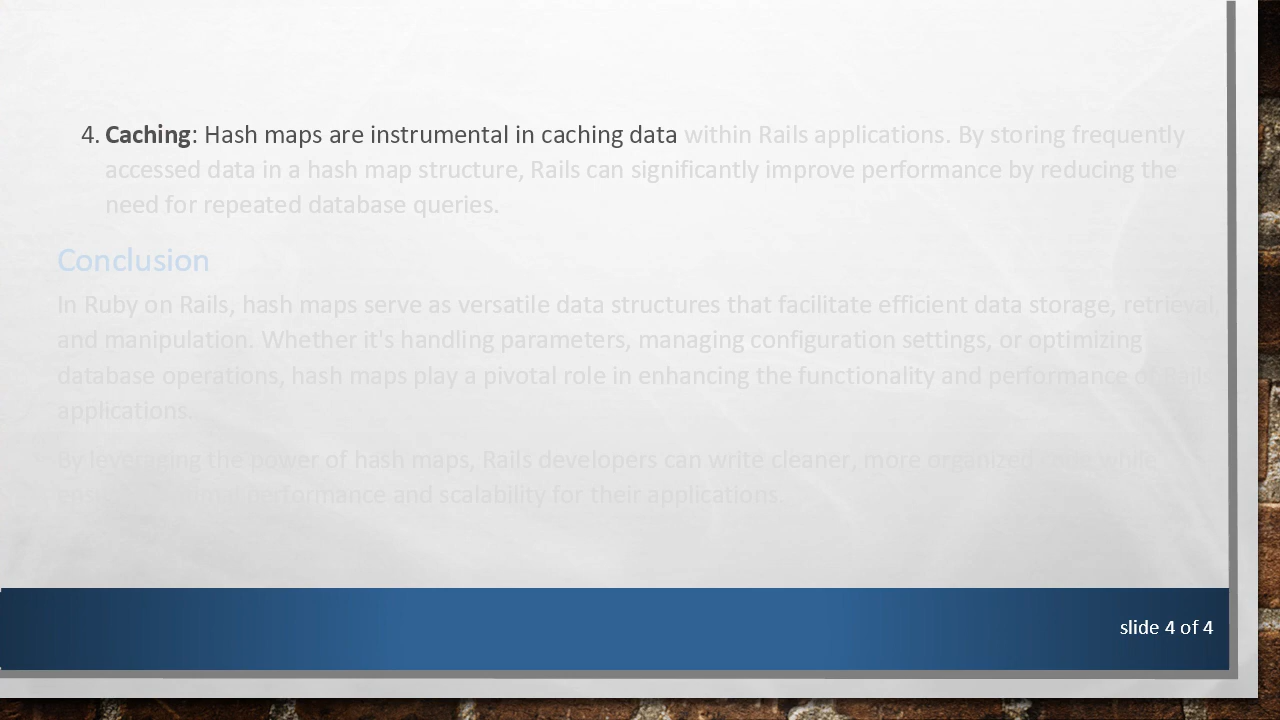 4. Caching: Hash maps are instrumental in caching data within Rails applications. By storing frequently
accessed data in a hash map structure, Rails can significantly improve performance by reducing the
need for repeated database queries.
Conclusion
In Ruby on Rails, hash maps serve as versatile data structures that facilitate efficient data storage, retrieval,
and manipulation. Whether it's handling parameters, managing configuration settings, or optimizing
database operations, hash maps play a pivotal role in enhancing the functionality and performance of Rails
applications.
By leveraging the power of hash maps, Rails developers can write cleaner, more organized code while
performance and scalability for their applications.
slide 4 of 4